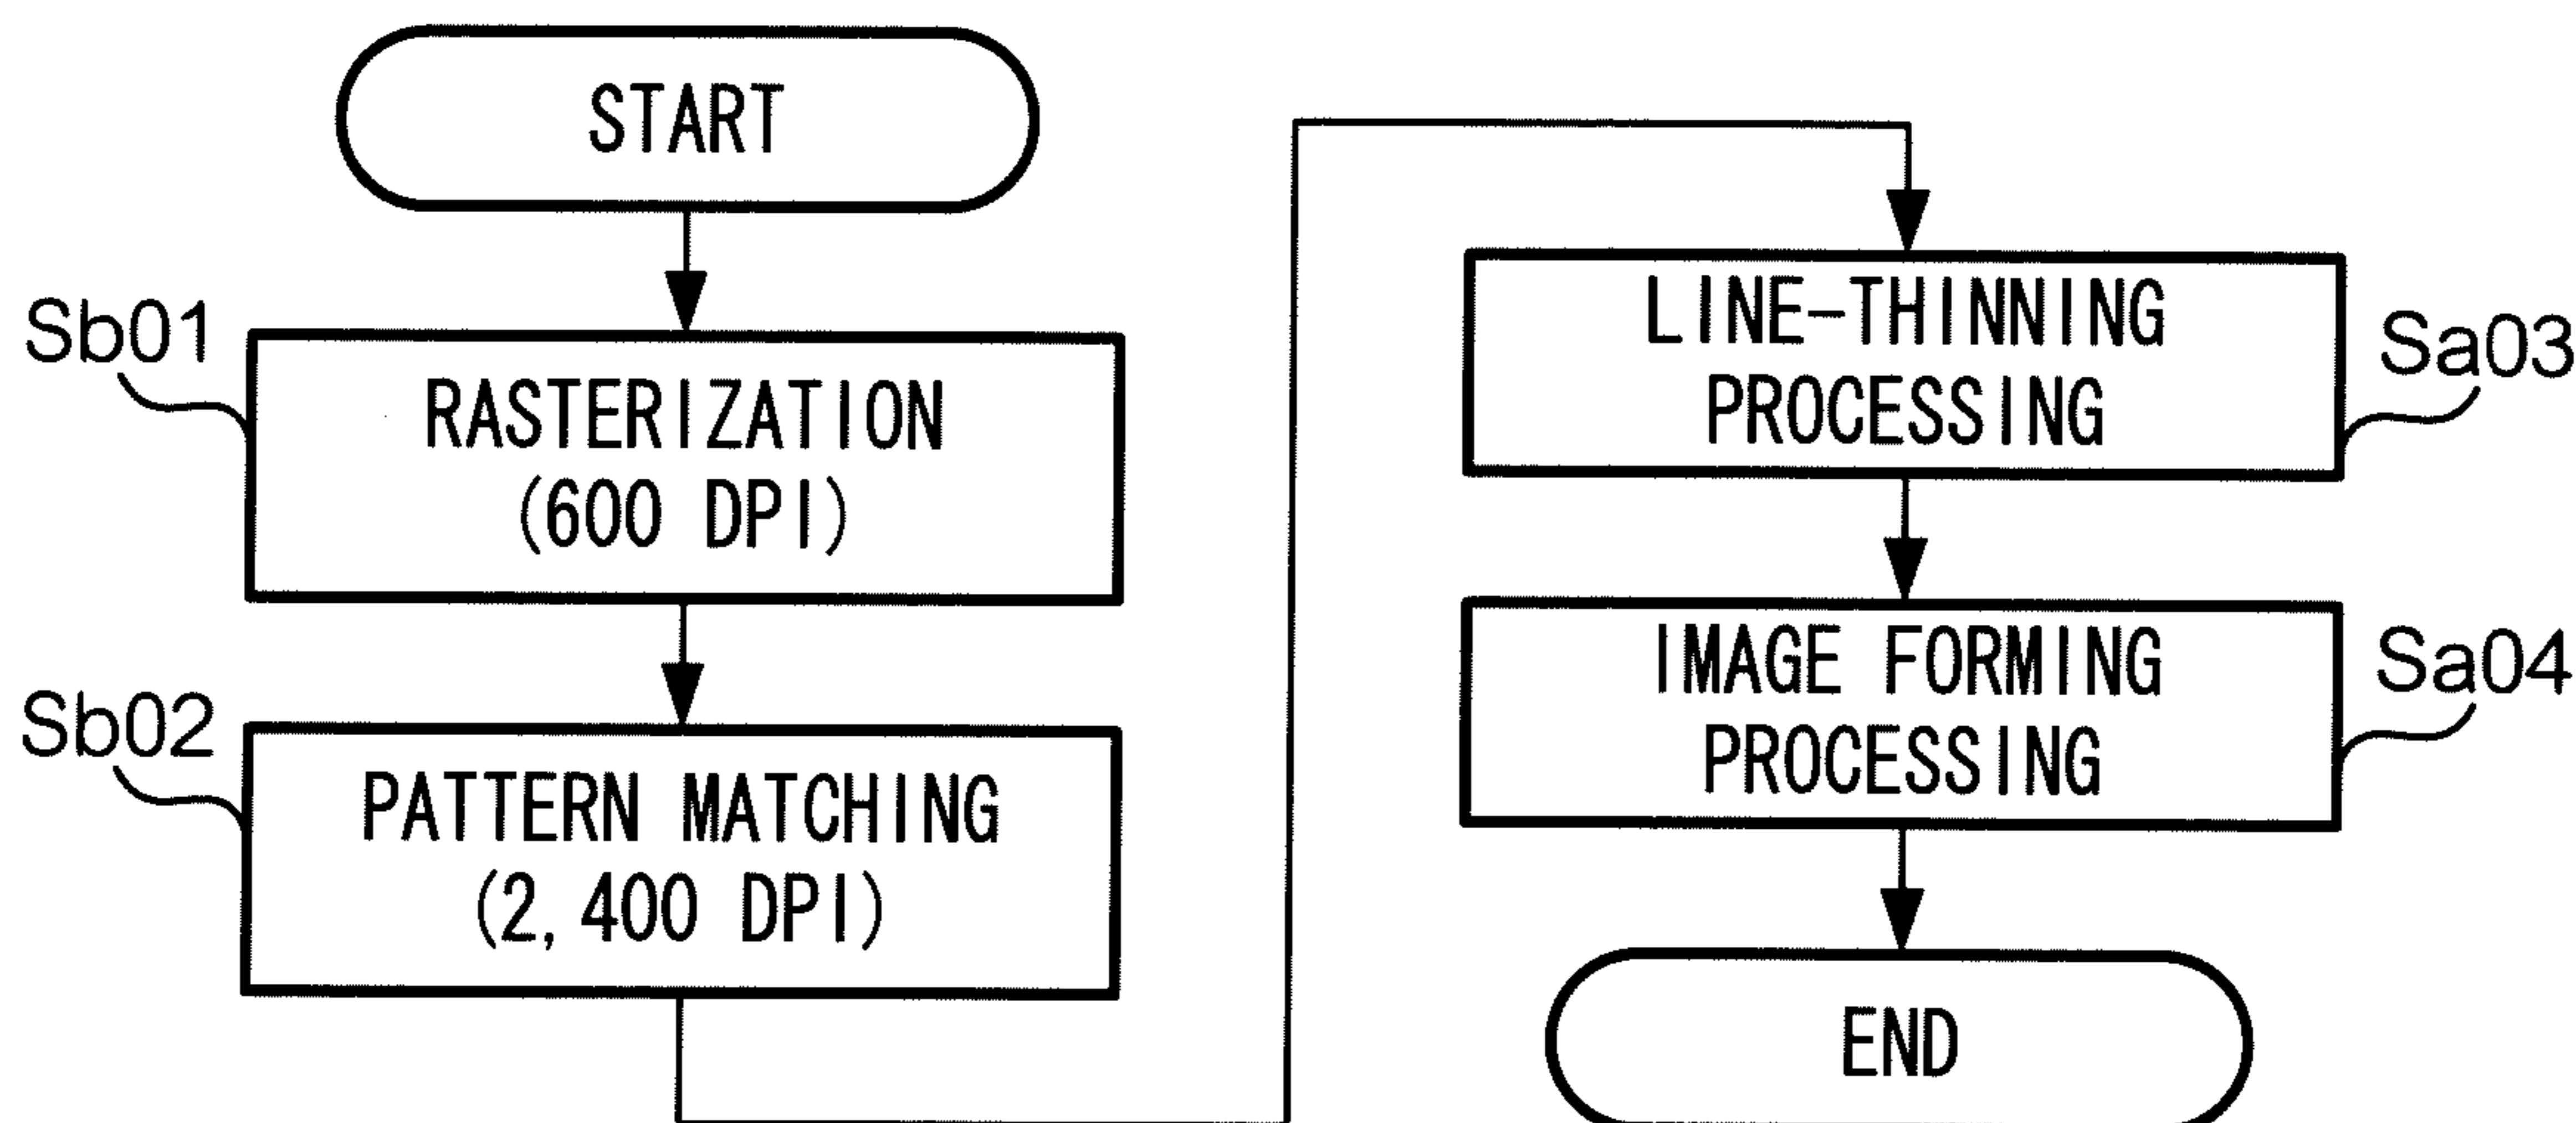 START
Sb01
RASTERIZATION
(600 DPI)
Sb02
PATTERN MATCHING
(2,400 DPI)
LINE-THINNING
PROCESSING
Sa03
IMAGE FORMING
PROCESSING
Sa04
END